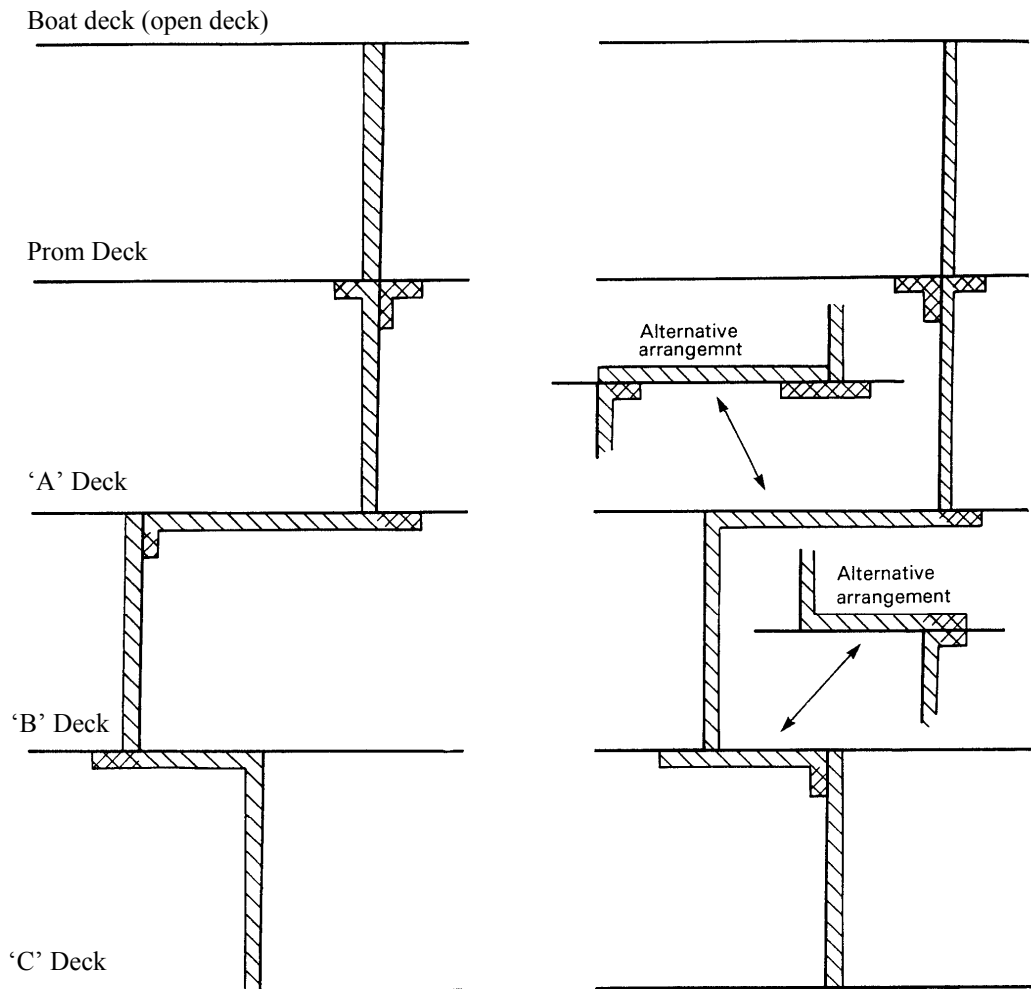 Boat deck (open deck)
Prom Deck
Alternative
arrangemnt
‘A’ Deck
Alternative
arrangement
‘B’ Deck
‘C’ Deck